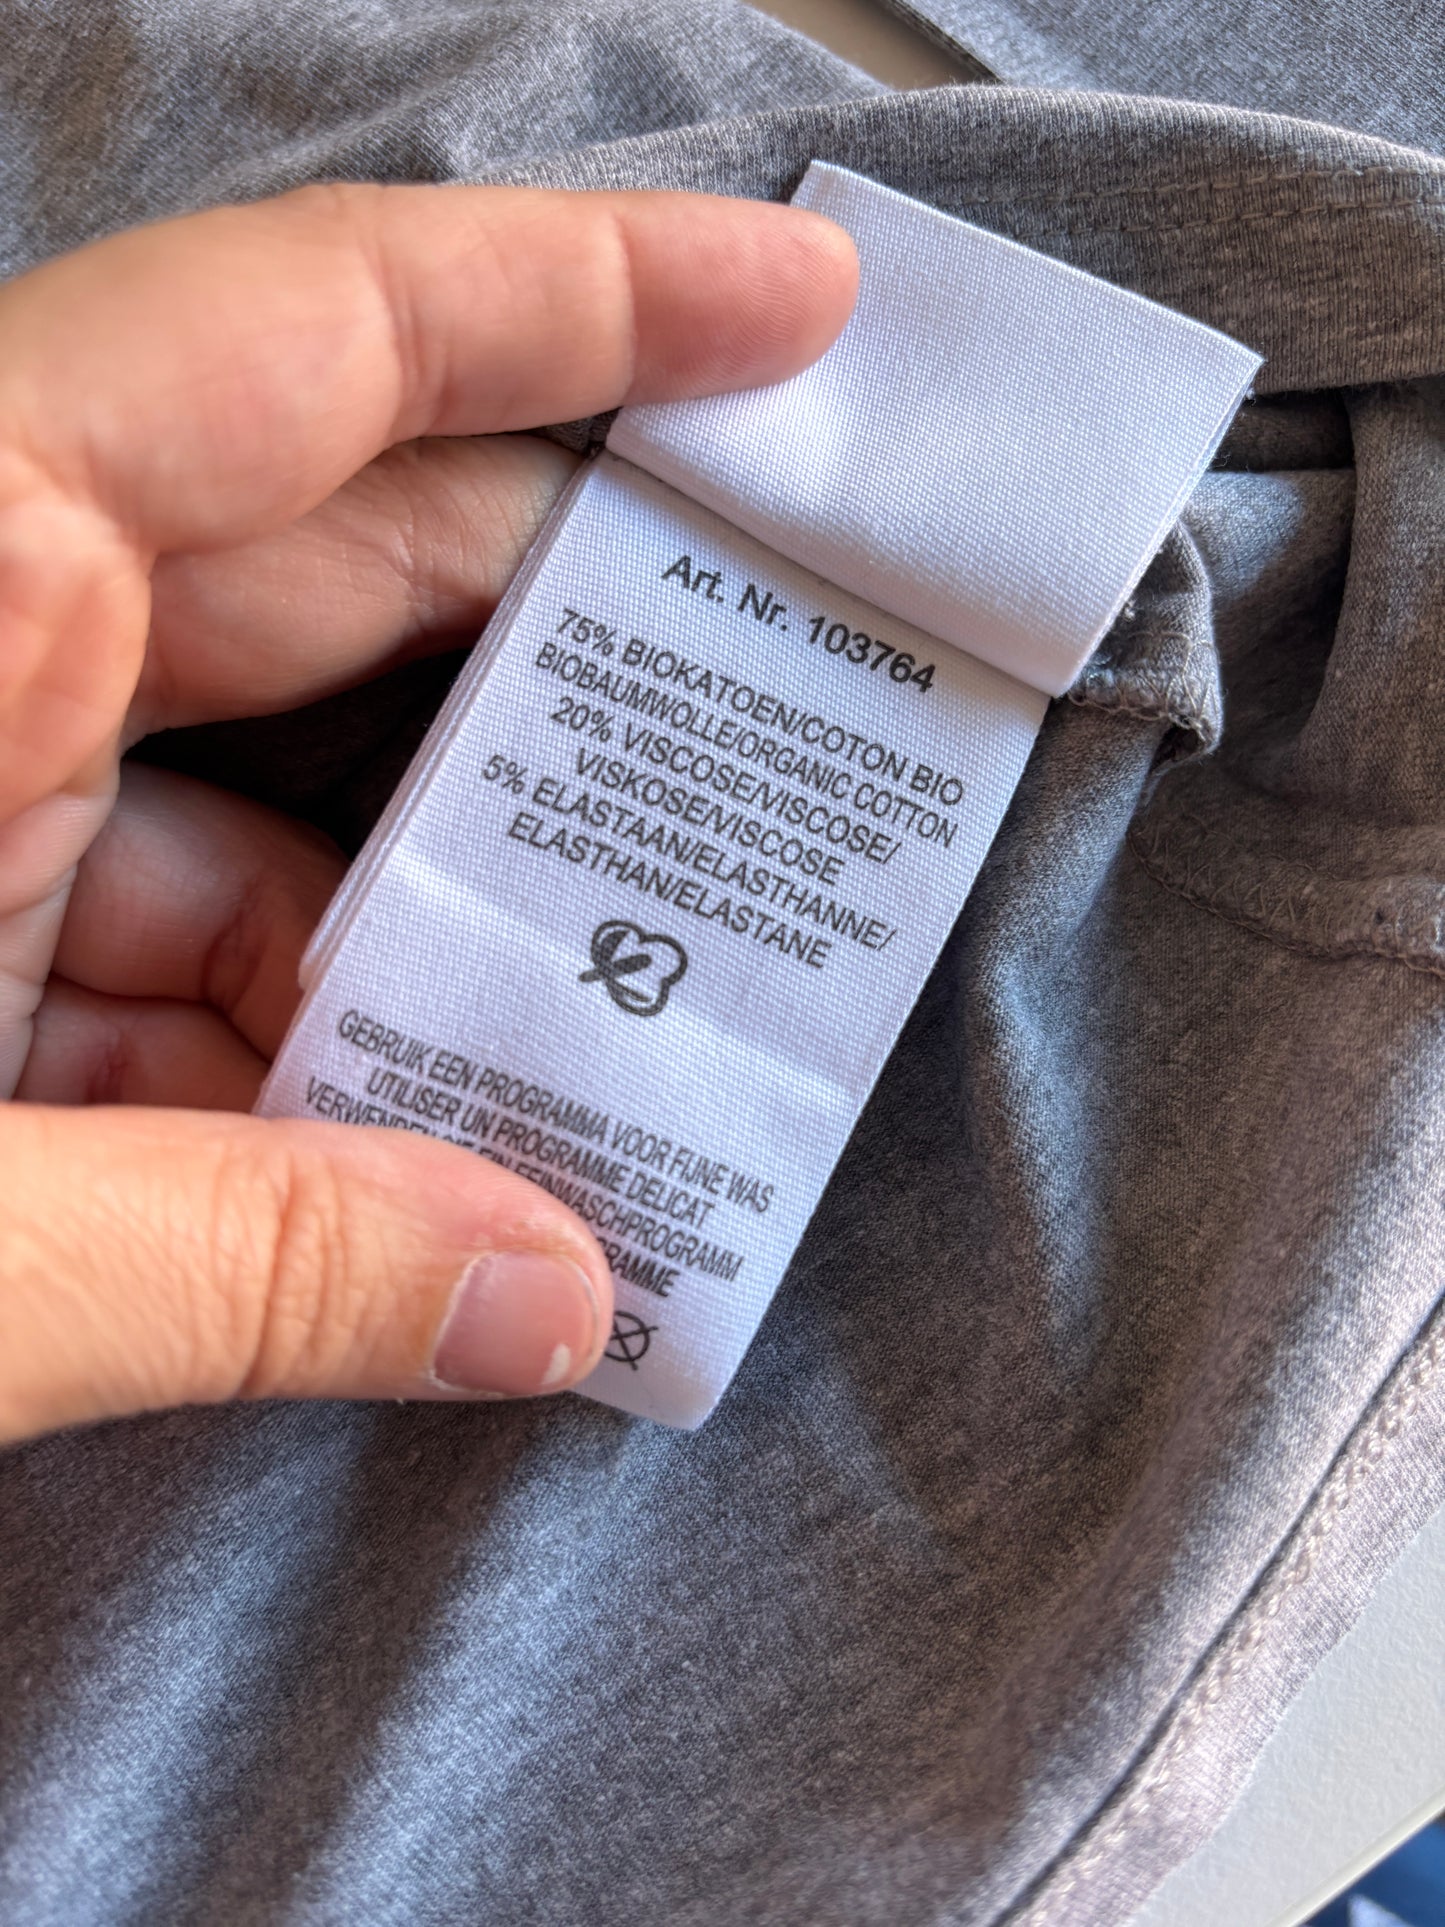 Art. Nr. 103764
75% BIOKATOEN/COTON BIO
BIOBAUMWOLLE/ORGANIC COTTON
20% VISCOSE/VISCOSE/
VISKOSE/VISCOSE
5% ELASTAAN/ELASTHANNE/
ELASTHAN/ELASTANE
GEBRUIK EEN PROGRAMMA VOOR FIJNE WAS
UTILISER UN PROGRAMME DELICAT
VERWENDEN SIE EIN FEINWASCHPROGRAMM